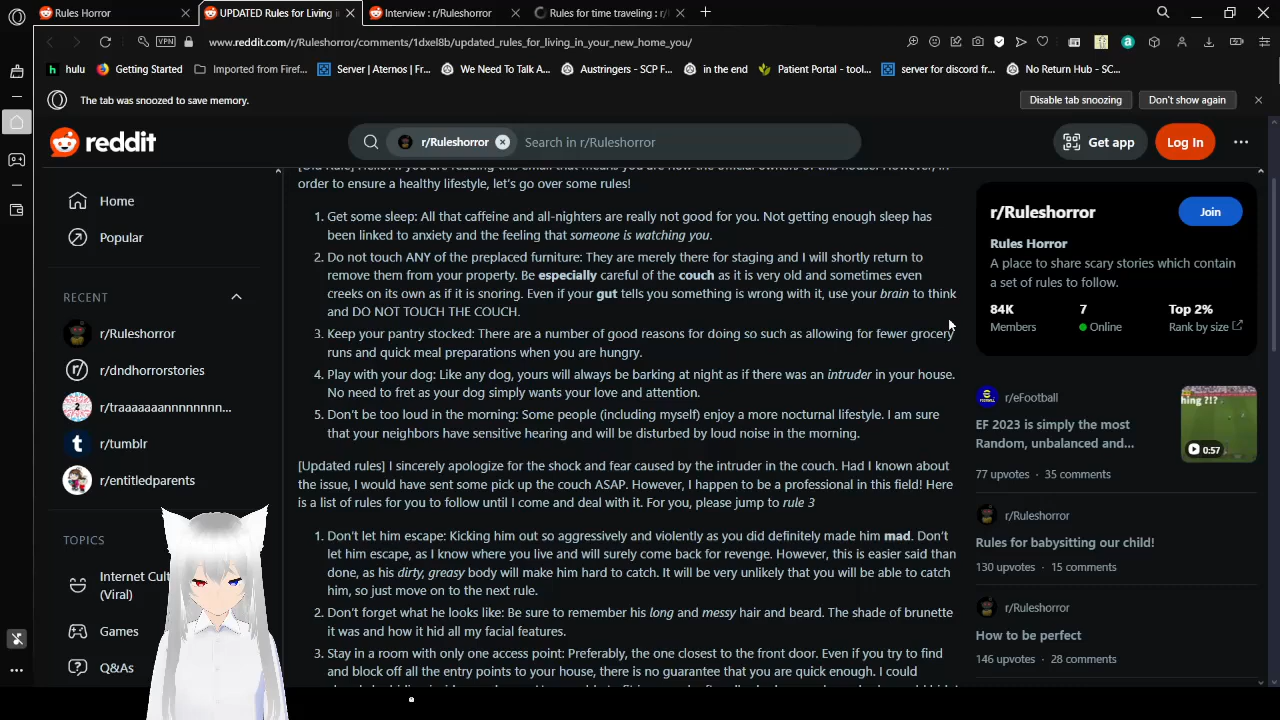 Rules Horror
UPDATED Rules for Living i
Interview : r/Ruleshorror
Rules for time traveling : r/
VPN
www.reddit.com/r/Ruleshorror/comments/1dxel8b/updated_rules_for_living_in_your_new_home_you/
hulu
Getting Started
Imported from Firef...
Server | Aternos | Fr...
We Need To Talk A...
Austringers - SCP F...
in the end
Patient Portal - tool...
server for discord fr...
No Return Hub - SC...
The tab was snoozed to save memory.
Disable tab snoozing
Don't show again
reddit
r/Ruleshorror
Search in r/Ruleshorror
Get app
Log In
Home
Popular
RECENT
r/Ruleshorror
r/dndhorrorstories
r/traaaaaaannnnnnnn...
r/tumblr
r/entitledparents
TOPICS
Internet Cul
(Viral)
Games
Q&As
order to ensure a healthy lifestyle, let's go over some rules!
1. Get some sleep: All that caffeine and all-nighters are really not good for you. Not getting enough sleep has
been linked to anxiety and the feeling that someone is watching you.
2. Do not touch ANY of the preplaced furniture: They are merely there for staging and I will shortly return to
remove them from your property. Be especially careful of the couch as it is very old and sometimes even
creeks on its own as if it is snoring. Even if your gut tells you something is wrong with it, use your brain to think
and DO NOT TOUCH THE COUCH.
3. Keep your pantry stocked: There are a number of good reasons for doing so such as allowing for fewer grocery
runs and quick meal preparations when you are hungry.
4. Play with your dog: Like any dog, yours will always be barking at night as if there was an intruder in your house.
No need to fret as your dog simply wants your love and attention.
5. Don't be too loud in the morning: Some people (including myself) enjoy a more nocturnal lifestyle. I am sure
that your neighbors have sensitive hearing and will be disturbed by loud noise in the morning.
[Updated rules] I sincerely apologize for the shock and fear caused by the intruder in the couch. Had I known about
the issue, I would have sent some pick up the couch ASAP. However, I happen to be a professional in this field! Here
is a list of rules for you to follow until I come and deal with it. For you, please jump to rule 3
1. Don't let him escape: Kicking him out so aggressively and violently as you did definitely made him mad. Don't
let him escape, as I know where you live and will surely come back for revenge. However, this is easier said than
done, as his dirty, greasy body will make him hard to catch. It will be very unlikely that you will be able to catch
him, so just move on to the next rule.
2. Don't forget what he looks like: Be sure to remember his long and messy hair and beard. The shade of brunette
it was and how it hid all my facial features.
3. Stay in a room with only one access point: Preferably, the one closest to the front door. Even if you try to find
and block off all the entry points to your house, there is no guarantee that you are quick enough. I could
r/Ruleshorror
Join
Rules Horror
A place to share scary stories which contain
a set of rules to follow.
84K
7
Top 2%
Members
Online
Rank by size
r/eFootball
EF 2023 is simply the most
Random, unbalanced and...
hing ?!?
0:57
77 upvotes · 35 comments
r/Ruleshorror
Rules for babysitting our child!
130 upvotes · 15 comments
r/Ruleshorror
How to be perfect
146 upvotes · 28 comments